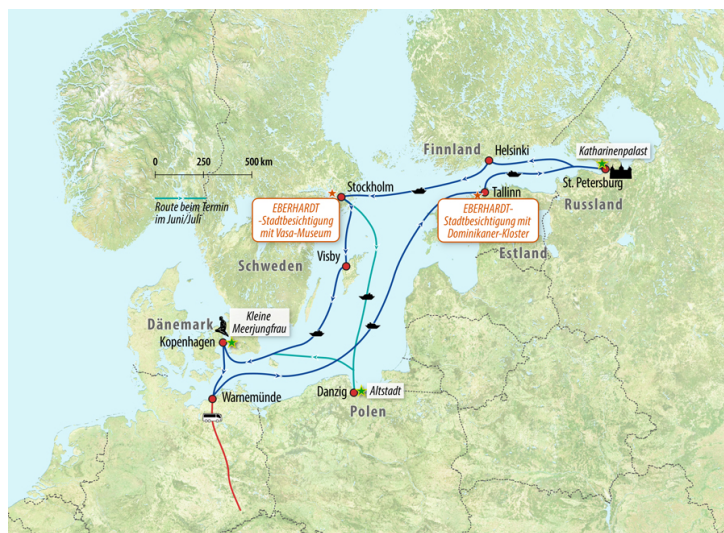 Finnland
Helsinki
Katharinenpalast
0 250 500 km
Stockholm
Tallinn
St. Petersburg
Route beim Termin
im Juni/Juli
EBERHARDT
-Stadtbesichtigung
mit Vasa-Museum
EBERHARDT-
Stadtbesichtigung mit
Dominikaner-Kloster
Russland
Estland
Schweden
Visby
Dänemark
Kleine
Meerjungfrau
Kopenhagen
Warnemünde
Danzig
Altstadt
Polen